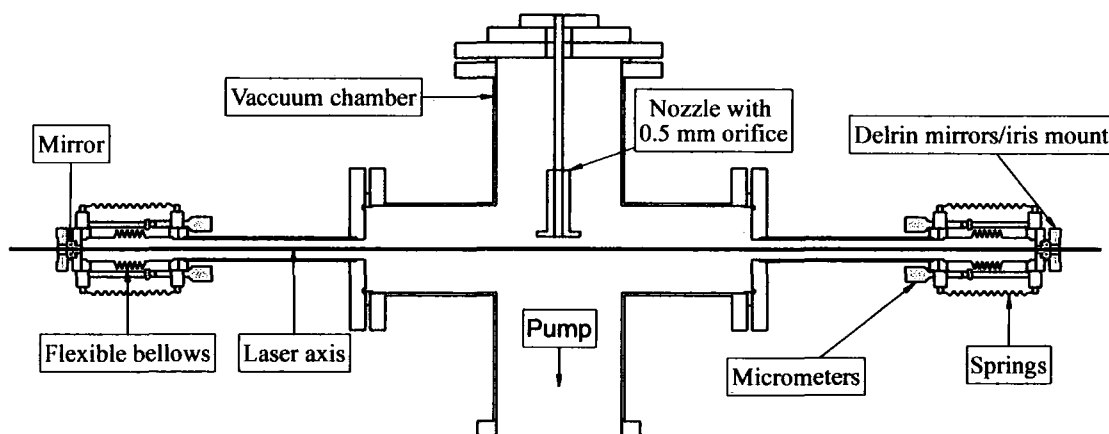 Vaccuum chamber
Nozzle with
0.5 mm orifice
Delrin mirrors/iris mount
Mirror
Flexible bellows
Laser axis
Pump
Micrometers
Springs